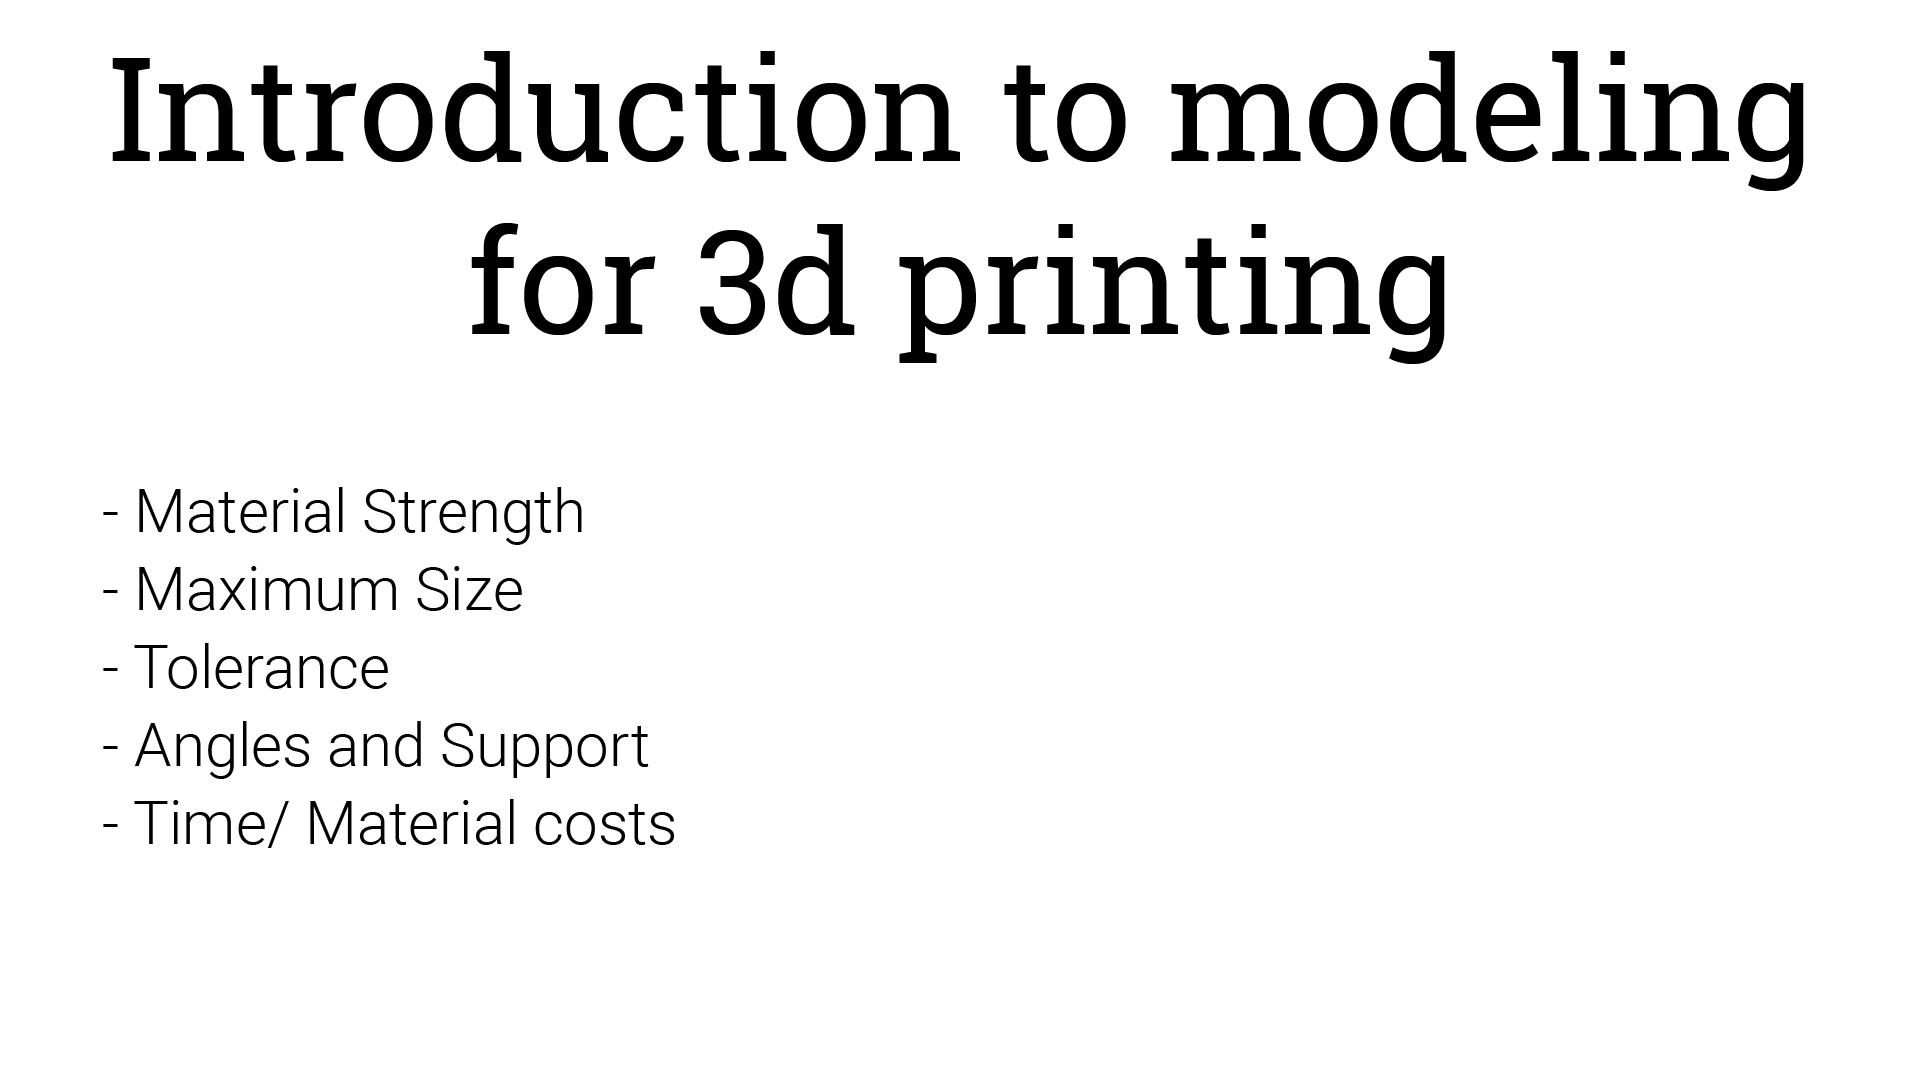 Introduction to modeling
for 3d printing
- Material Strength
- Maximum Size
- Tolerance
- Angles and Support
- Time/ Material costs